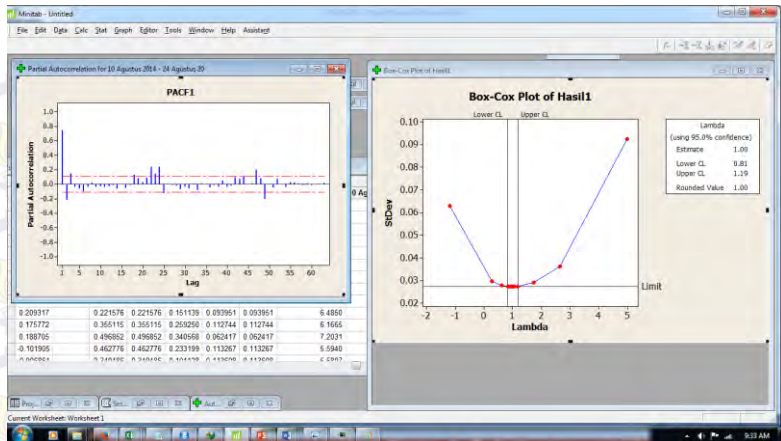 Minitab - Untitled
File Edit Data Calc Stat Graph Editor Tools Window Help Assistant
Partial Autocorrelation for 10 Agustus 2014 - 24 Agustus 20
PACF1
1.0
0.8
0.6
0.4
0.2
0.0
-0.2
-0.4
-0.6
-0.8
-1.0
Partial Autocorrelation
1 5 10 15 20 25 30 35 40 45 50 55 60
Lag
0 Ag
Box-Cox Plot of Hasil1
Box-Cox Plot of Hasil1
Lower CL Upper CL
0.10
0.09
0.08
0.07
0.06
0.05
0.04
0.03
0.02
StDev
Limit
-2 -1 0 1 2 3 4 5
Lambda
Lambda
(using 95.0% confidence)
Estimate 1.00
Lower CL 0.81
Upper CL 1.19
Rounded Value 1.00
0.209317 0.221576 0.221576 0.151139 0.093951 0.093951 6.4850
0.175772 0.355115 0.355115 0.259250 0.112744 0.112744 6.1665
0.188705 0.496852 0.496852 0.340568 0.062417 0.062417 7.2031
-0.101905 0.462776 0.462776 0.233199 0.113267 0.113267 5.5940
Proj...
Ses...
Aut...
Current Worksheet: Worksheet 1
9:33 AM